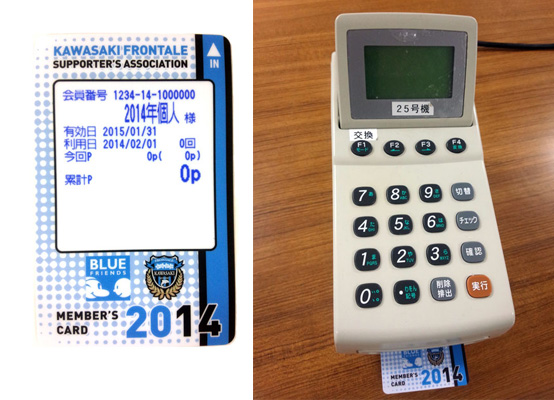 KAWASAKI FRONTALE
SUPPORTER'S ASSOCIATION
IN
会員番号 1234-14-1000000
2014年個人 様
有効日 2015/01/31
利用日 2014/02/01 0回
今回P 0p( 0p)
累計P 0p
BLUE
FRIENDS
KAWASAKI
MEMBER'S
CARD
2014
25号機
交換
F1
F2
F3
F4
7
8
9
切替
4
5
6
チェック
1
2
3
確認
0
記号
削除
排出
実行
MEMBER'S
CARD
2014